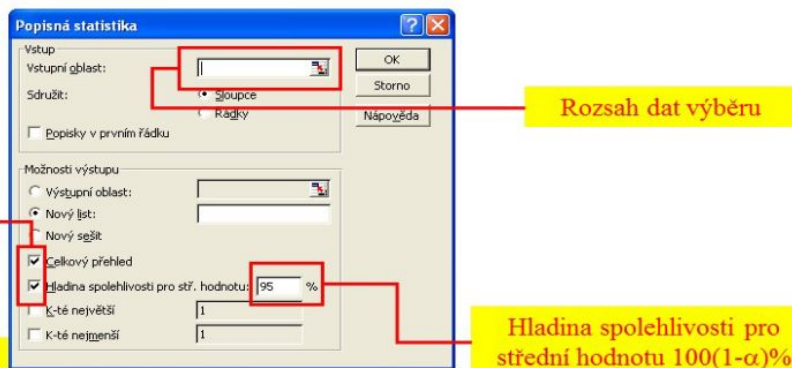 Popisná statistika
Vstup
Vstupní oblast:
OK
Storno
Sdružit:
Sloupce
Řádky
Nápověda
Popisky v prvním řádku
Rozsah dat výběru
Možnosti výstupu
Výstupní oblast:
Nový list:
Nový sešit
Celkový přehled
Hladina spolehlivosti pro stř. hodnotu: 95 %
K-té největší 1
K-té nejmenší 1
Hladina spolehlivosti pro
střední hodnotu 100(1-α)%